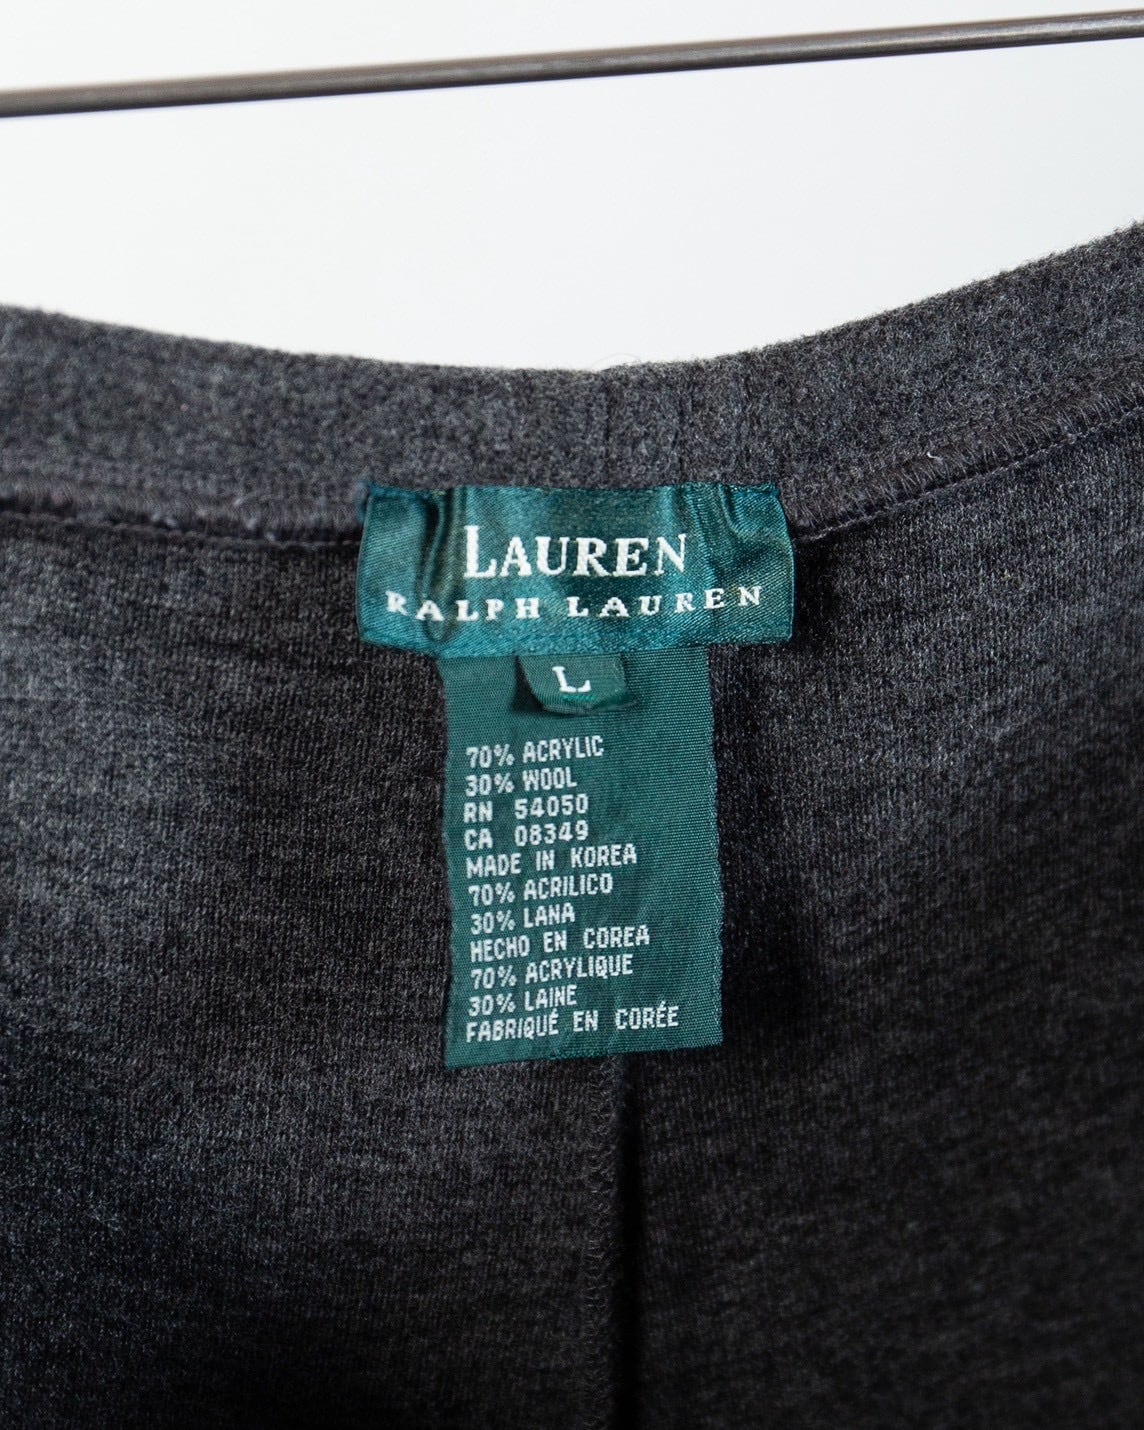 LAUREN
RALPH LAUREN
L
70% ACRYLIC
30% WOOL
RN 54050
CA 08349
MADE IN KOREA
70% ACRILICO
30% LANA
HECHO EN COREA
70% ACRYLIQUE
30% LAINE
FABRIQUÉ EN CORÉE